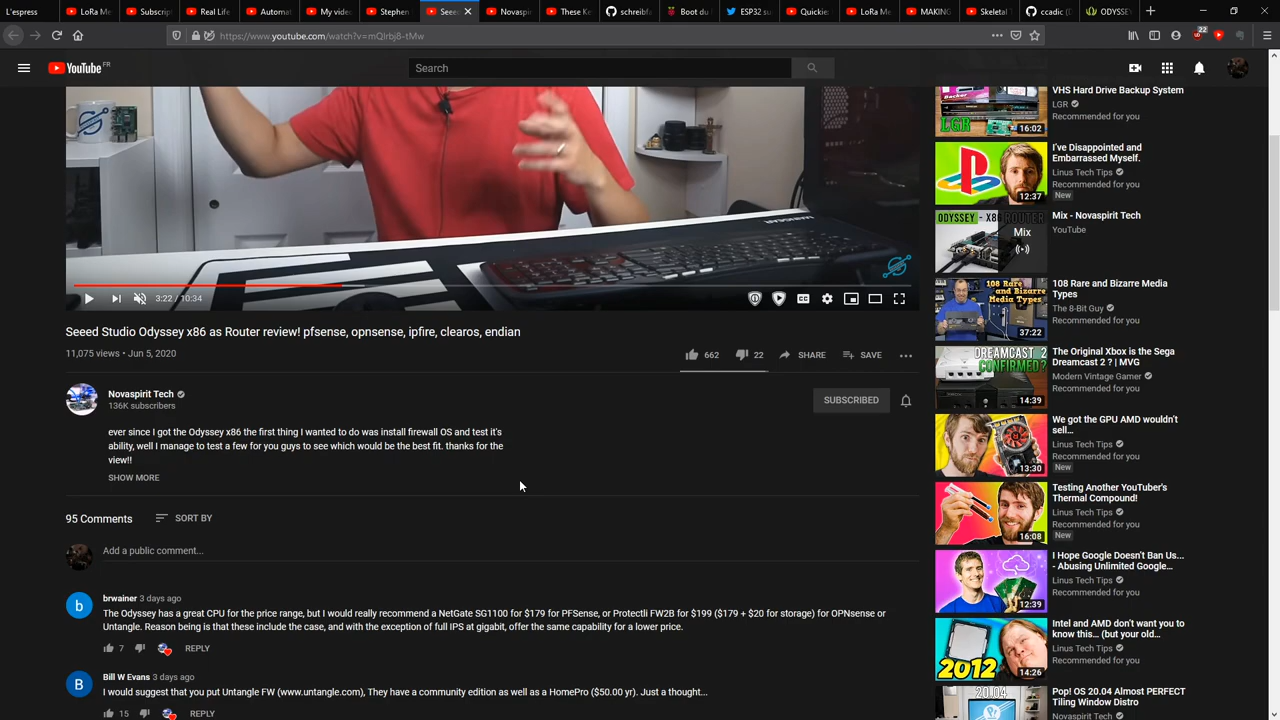 L'espress
LoRa Me
Subscript
Real Life
Automat
My video
Stephen
Seeed
Novaspi
These Ke
schreibfa
Boot du
ESP32 su
Quickie
LoRa Me
MAKING
Skeletal
ccadic (D
ODYSSEY
https://www.youtube.com/watch?v=mQlrbj8-tMw
22
YouTube FR
Search
3:22 / 10:34
Seeed Studio Odyssey x86 as Router review! pfsense, opnsense, ipfire, clearos, endian
11,075 views • Jun 5, 2020
662
22
SHARE
SAVE
Novaspirit Tech
136K subscribers
SUBSCRIBED
ever since I got the Odyssey x86 the first thing I wanted to do was install firewall OS and test it's
ability, well I manage to test a few for you guys to see which would be the best fit. thanks for the
view!!
SHOW MORE
95 Comments
SORT BY
Add a public comment...
brwainer 3 days ago
The Odyssey has a great CPU for the price range, but I would really recommend a NetGate SG1100 for $179 for PFSense, or Protectli FW2B for $199 ($179 + $20 for storage) for OPNsense or
Untangle. Reason being is that these include the case, and with the exception of full IPS at gigabit, offer the same capability for a lower price.
7
REPLY
Bill W Evans 3 days ago
I would suggest that you put Untangle FW (www.untangle.com), They have a community edition as well as a HomePro ($50.00 yr). Just a thought...
15
REPLY
LGR
16:02
VHS Hard Drive Backup System
LGR
Recommended for you
12:37
I've Disappointed and
Embarrassed Myself.
Linus Tech Tips
Recommended for you
New
ODYSSEY - X86 ROUTER
Mix
Mix - Novaspirit Tech
YouTube
108 Rare
and Bizarre
Media Types
37:22
108 Rare and Bizarre Media
Types
The 8-Bit Guy
Recommended for you
DREAMCAST 2
CONFIRMED?
14:39
The Original Xbox is the Sega
Dreamcast 2 ? | MVG
Modern Vintage Gamer
Recommended for you
13:30
We got the GPU AMD wouldn't
sell...
Linus Tech Tips
Recommended for you
New
16:08
Testing Another YouTuber's
Thermal Compound!
Linus Tech Tips
Recommended for you
New
12:39
I Hope Google Doesn't Ban Us...
- Abusing Unlimited Google...
Linus Tech Tips
Recommended for you
2012
14:26
Intel and AMD don't want you to
know this... (but your old...
Linus Tech Tips
Recommended for you
20.04
Pop! OS 20.04 Almost PERFECT
Tiling Window Distro
Novaspirit Tech